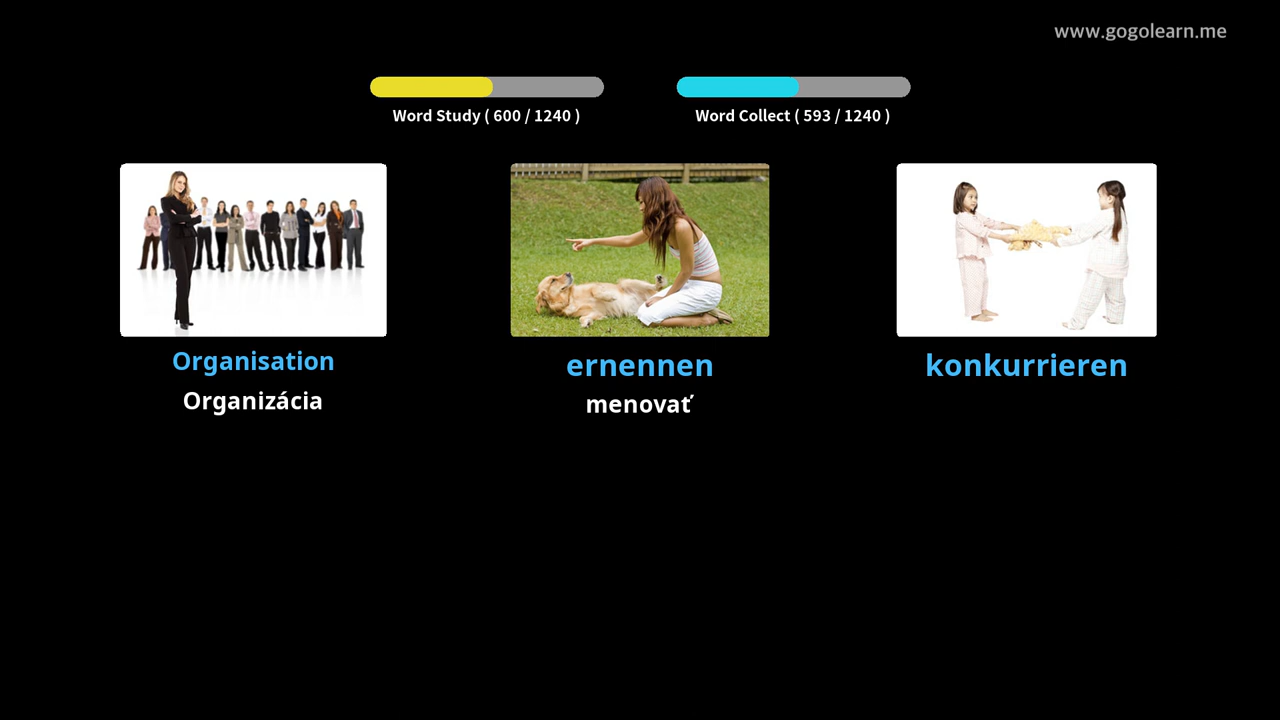 www.gogolearn.me
Word Study ( 600 / 1240 )
Word Collect ( 593 / 1240 )
Organisation
Organizácia
ernennen
menovať
konkurrieren